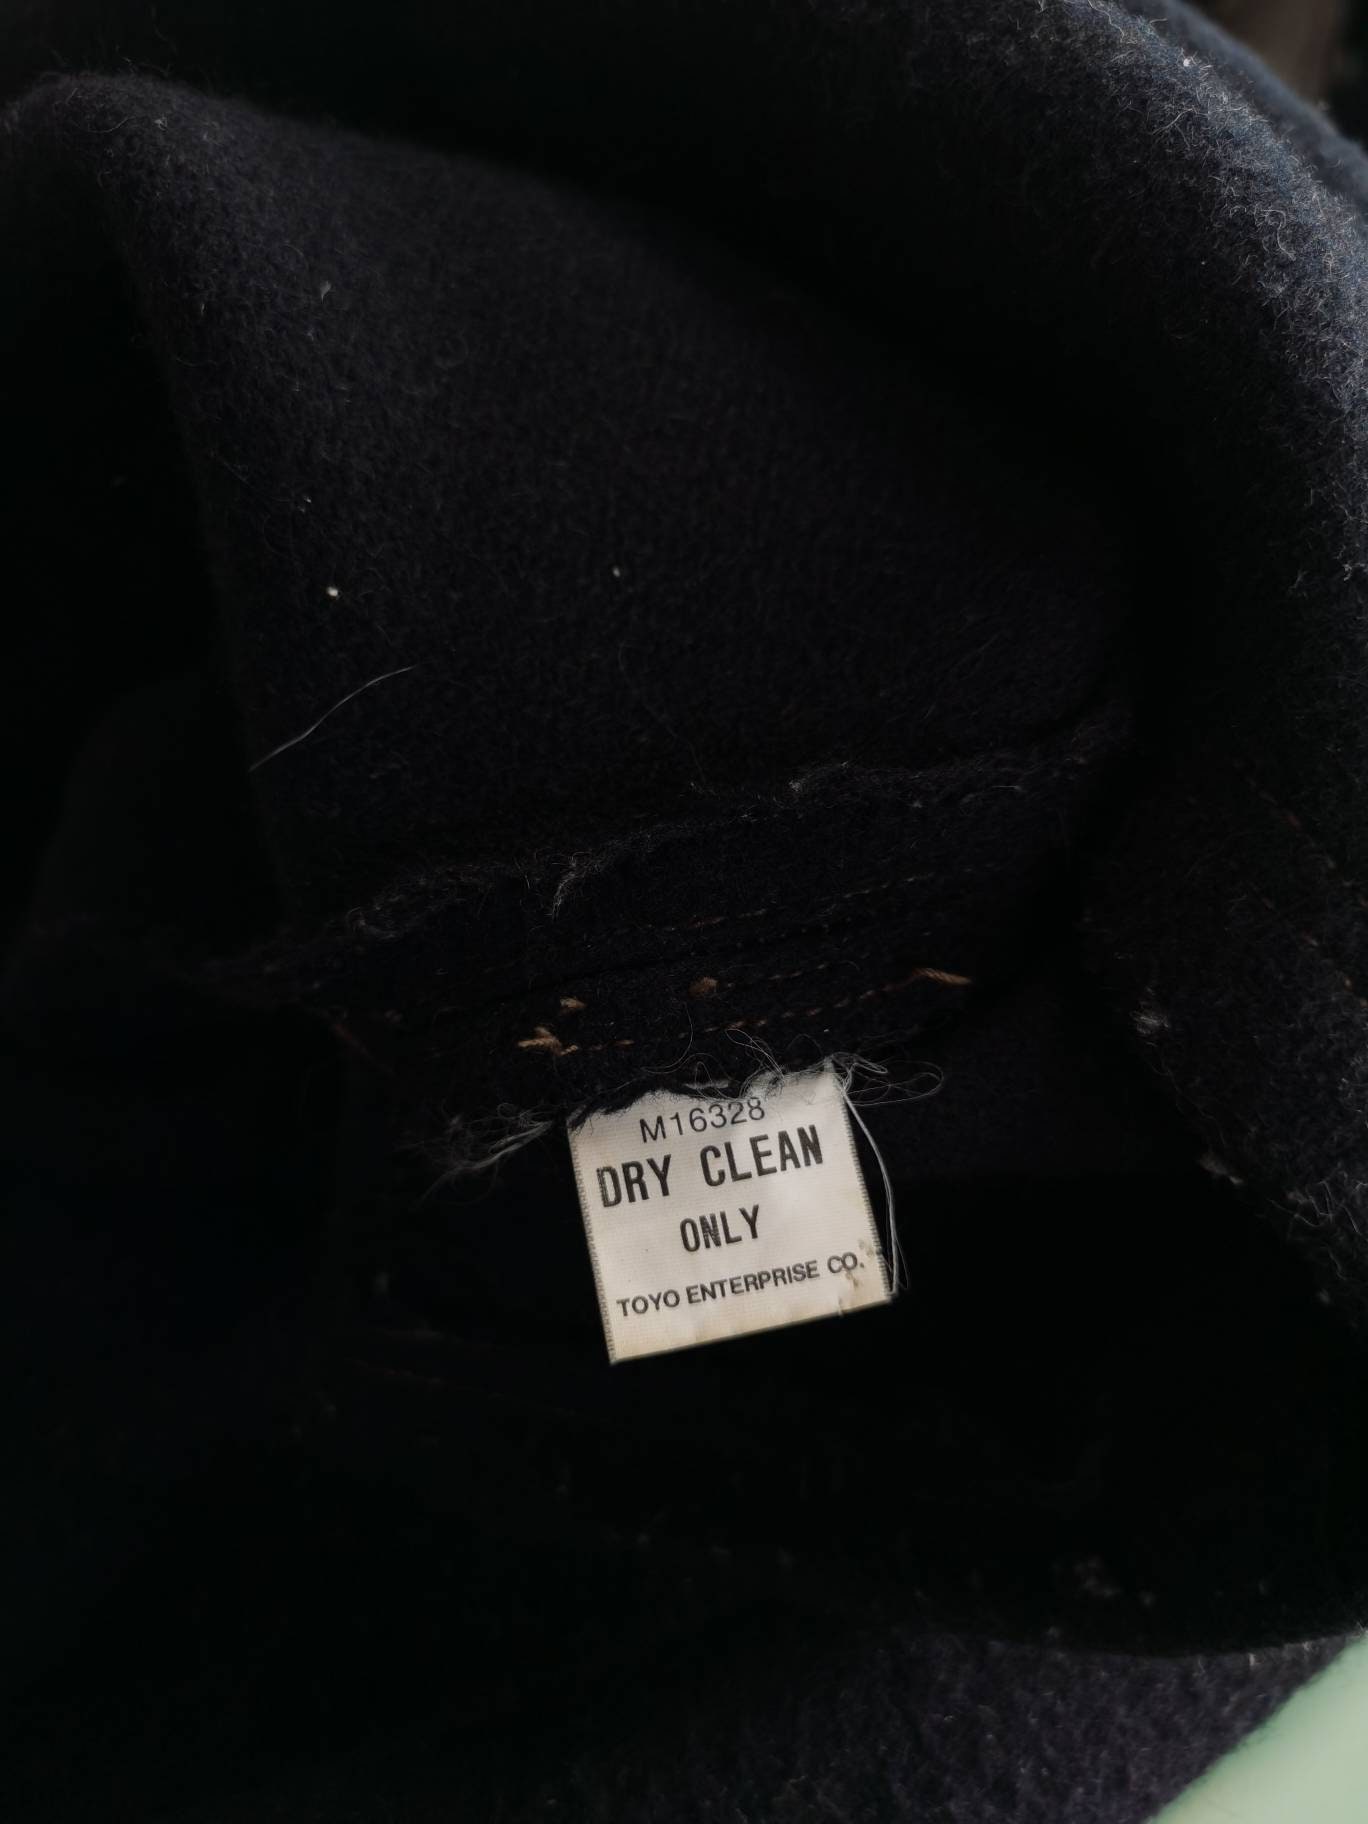 M16328
DRY CLEAN
ONLY
TOYO ENTERPRISE CO.